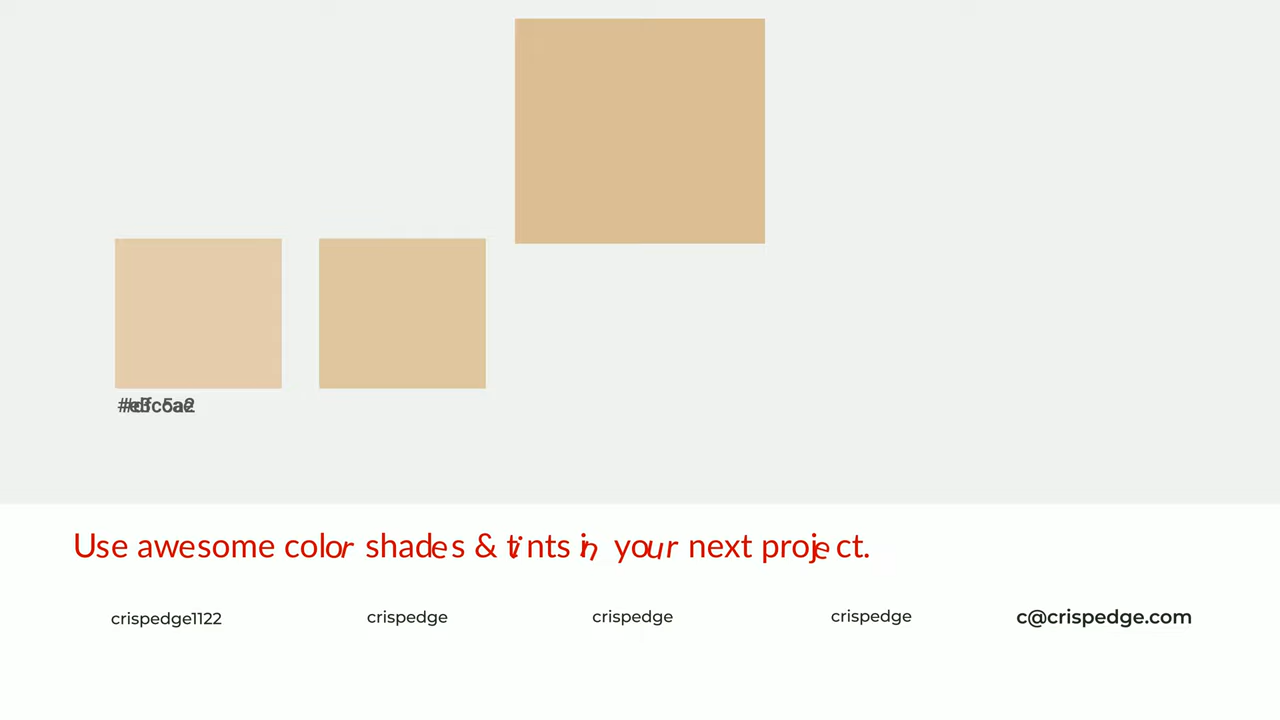 Use awesome color shades & tints in your next project.
crispedge1122 crispedge crispedge crispedge c@crispedge.com